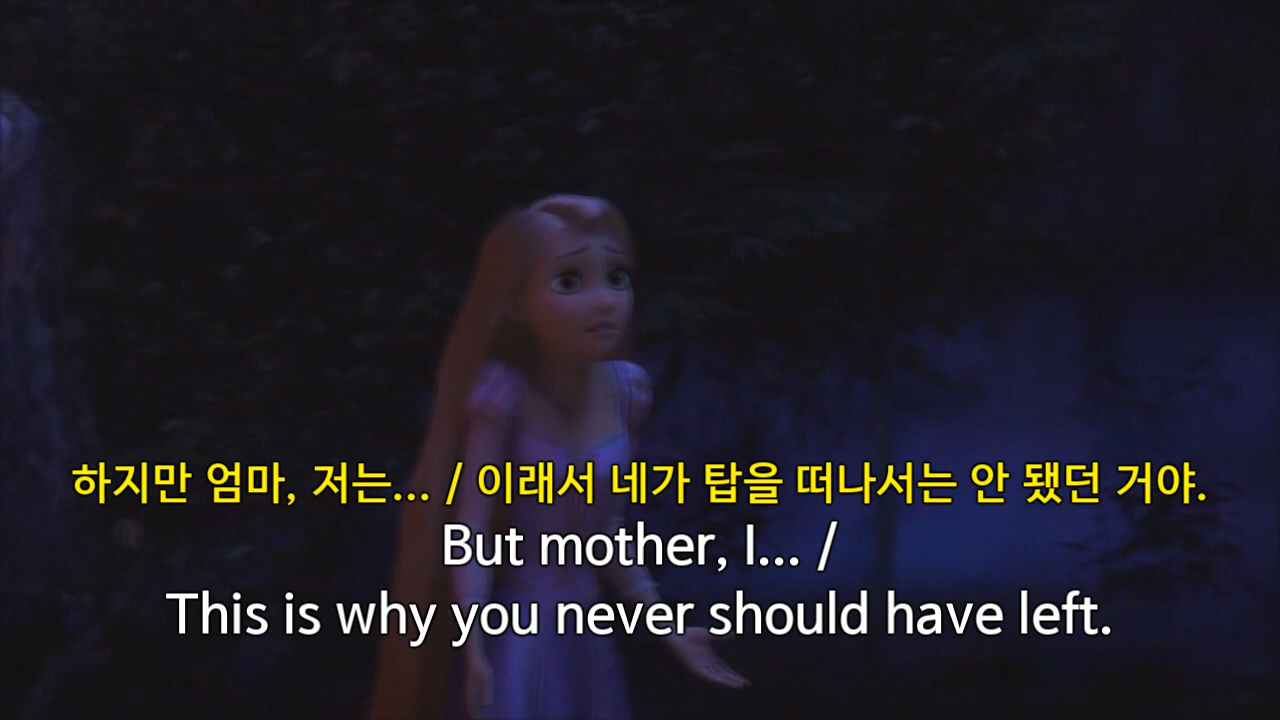 하지만 엄마, 저는... / 이래서 네가 탑을 떠나서는 안 됐던 거야.
But mother, I... /
This is why you never should have left.